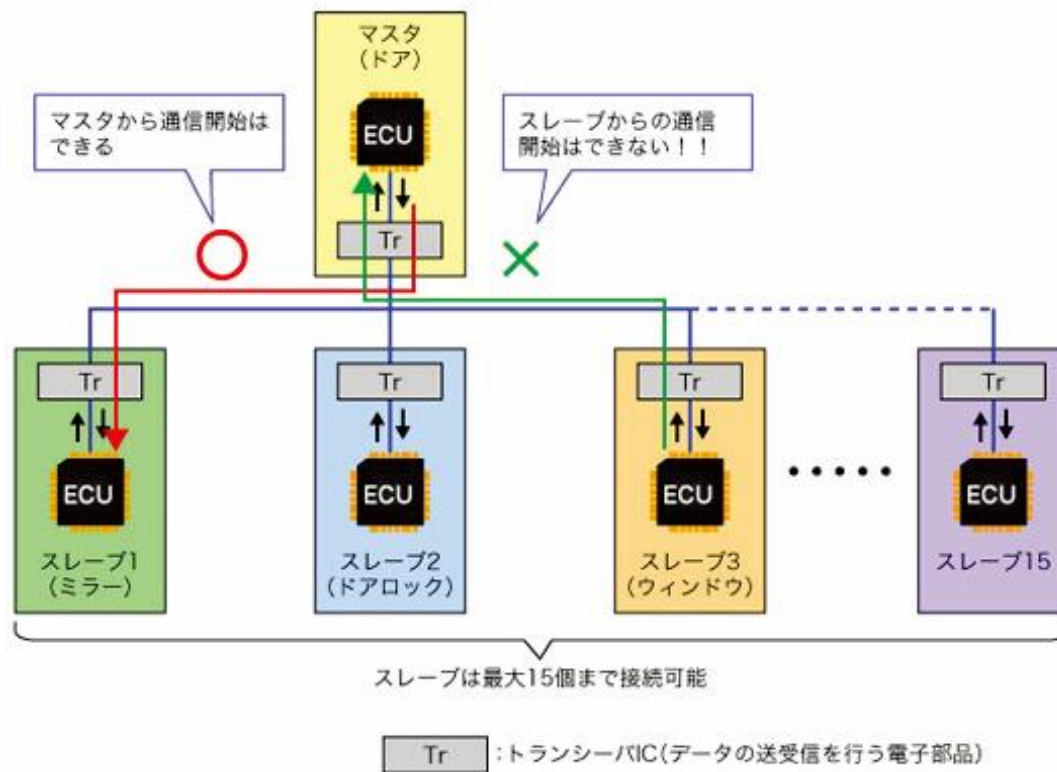 マスタ
(ドア)
マスタから通信開始は
できる
スレーブからの通信
開始はできない！！
ECU
Tr
Tr
Tr
Tr
Tr
ECU
ECU
ECU
ECU
スレーブ1
(ミラー)
スレーブ2
(ドアロック)
スレーブ3
(ウィンドウ)
スレーブ15
スレーブは最大15個まで接続可能
Tr :トランシーバIC(データの送受信を行う電子部品)